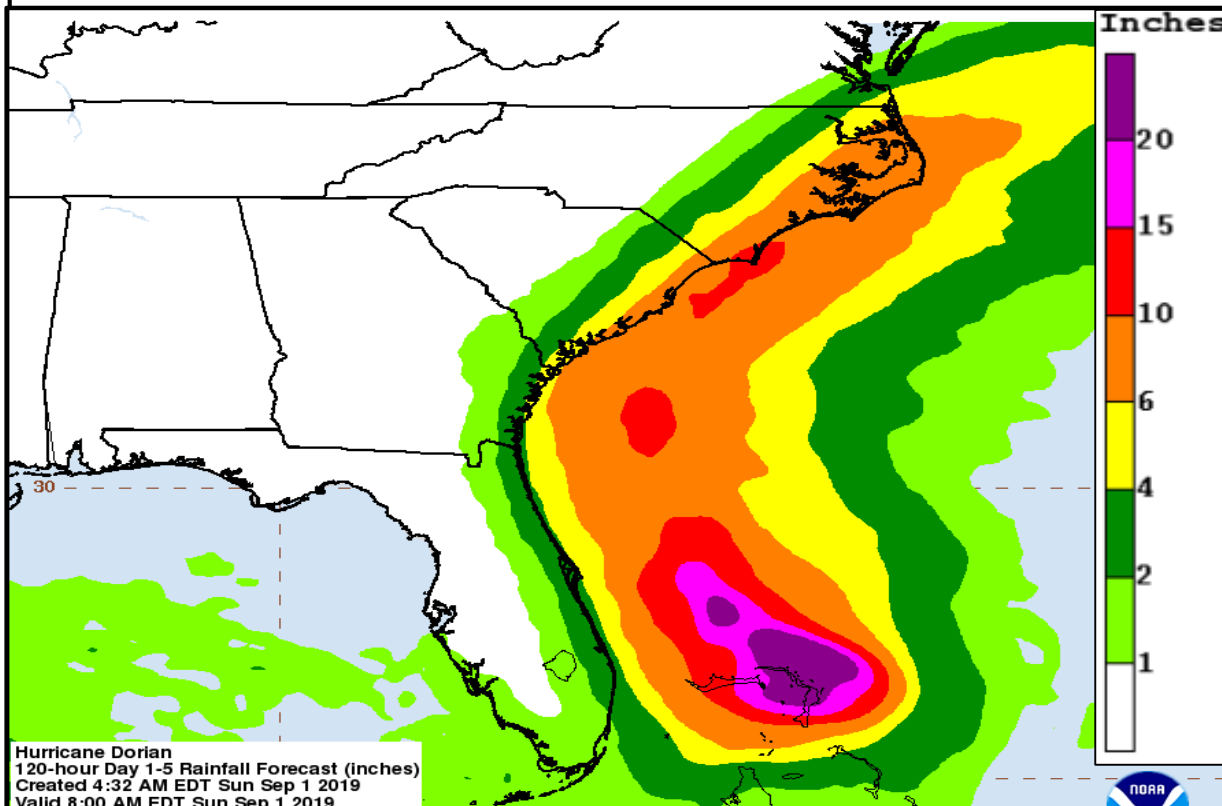 Inches
20
15
10
6
4
2
1
30
Hurricane Dorian
120-hour Day 1-5 Rainfall Forecast (inches)
Created 4:32 AM EDT Sun Sep 1 2019
Valid 8:00 AM EDT Sun Sep 1 2019
NOAA